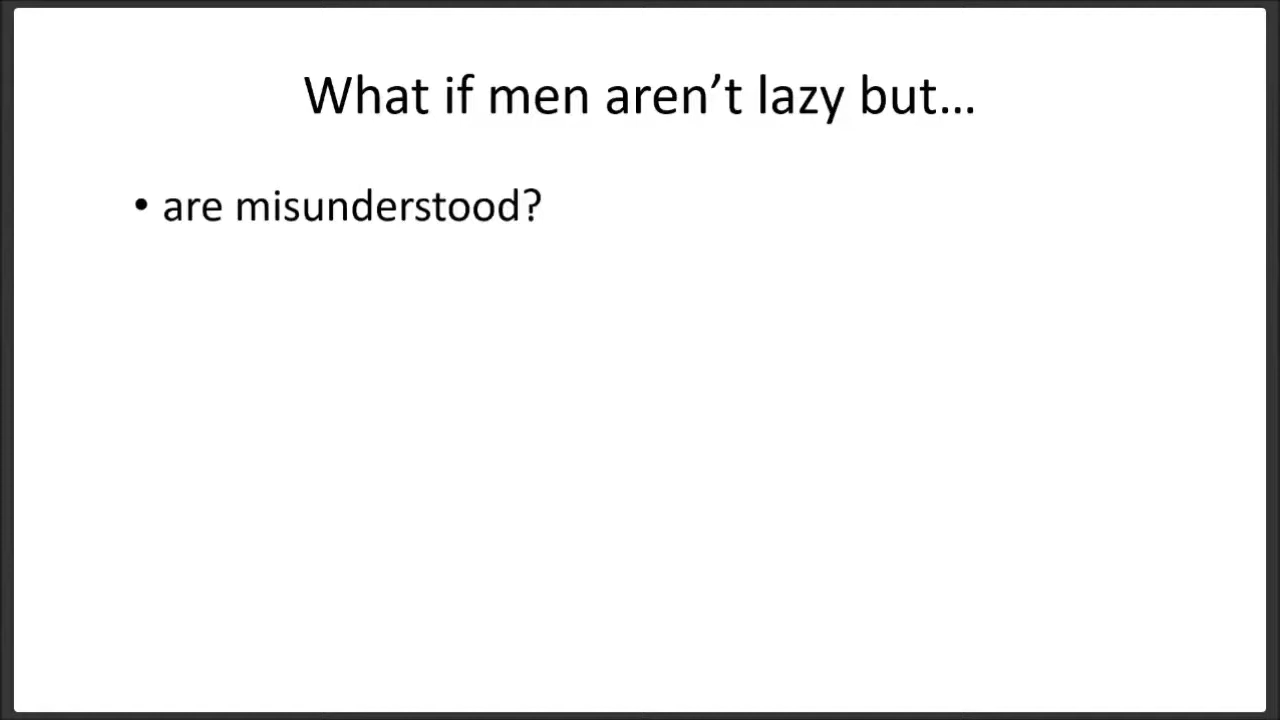 What if men aren’t lazy but…
• are misunderstood?